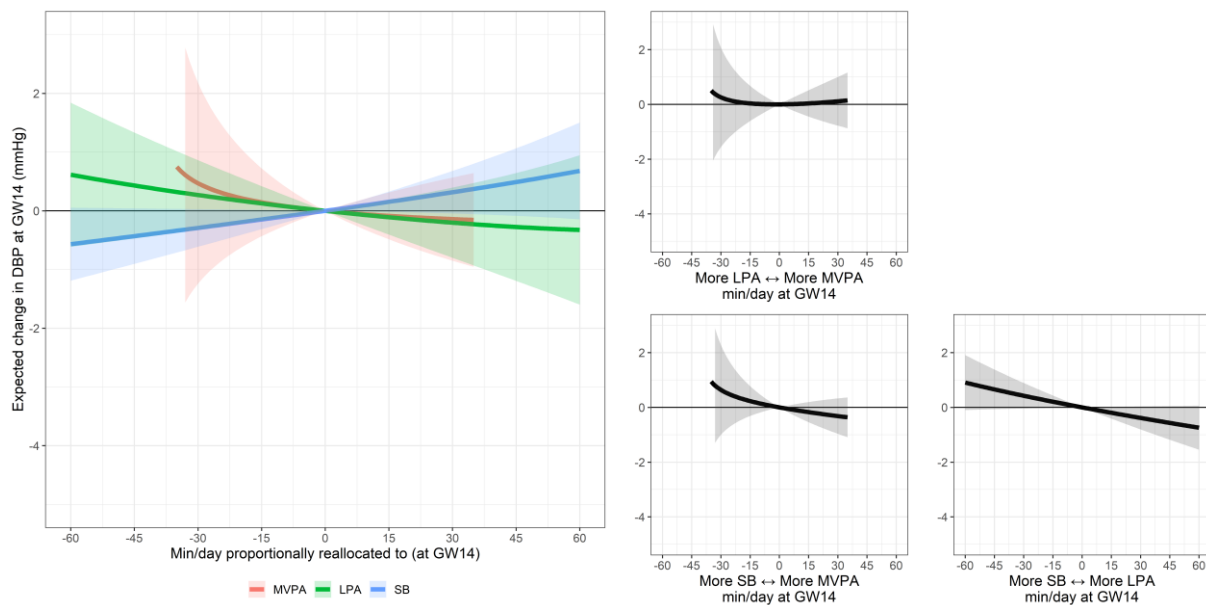 Expected change in DBP at GW14 (mmHg)
2
0
-2
-4
-60 -45 -30 -15 0 15 30 45 60
Min/day proportionally reallocated to (at GW14)
MVPA LPA SB
2
0
-2
-4
-60 -45 -30 -15 0 15 30 45 60
More LPA ↔ More MVPA
min/day at GW14
2
0
-2
-4
-60 -45 -30 -15 0 15 30 45 60
More SB ↔ More MVPA
min/day at GW14
2
0
-2
-4
-60 -45 -30 -15 0 15 30 45 60
More SB ↔ More LPA
min/day at GW14